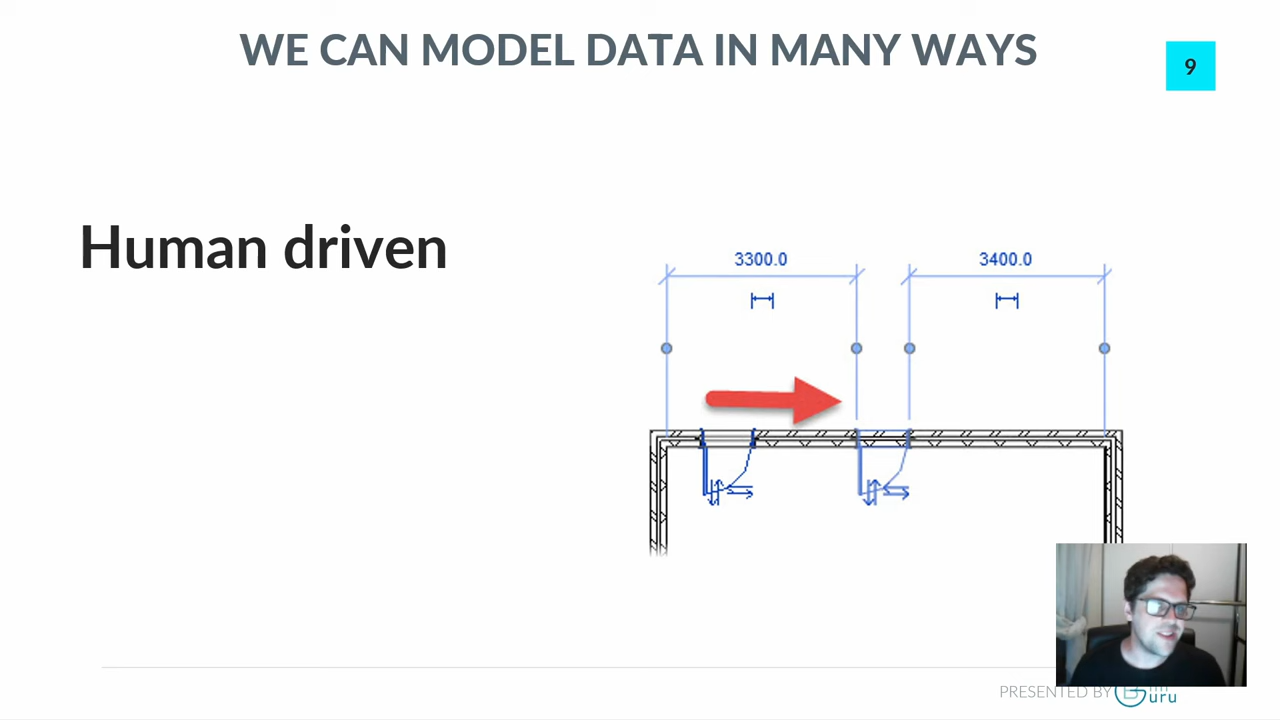 WE CAN MODEL DATA IN MANY WAYS
9
Human driven
3300.0
3400.0
PRESENTED BY